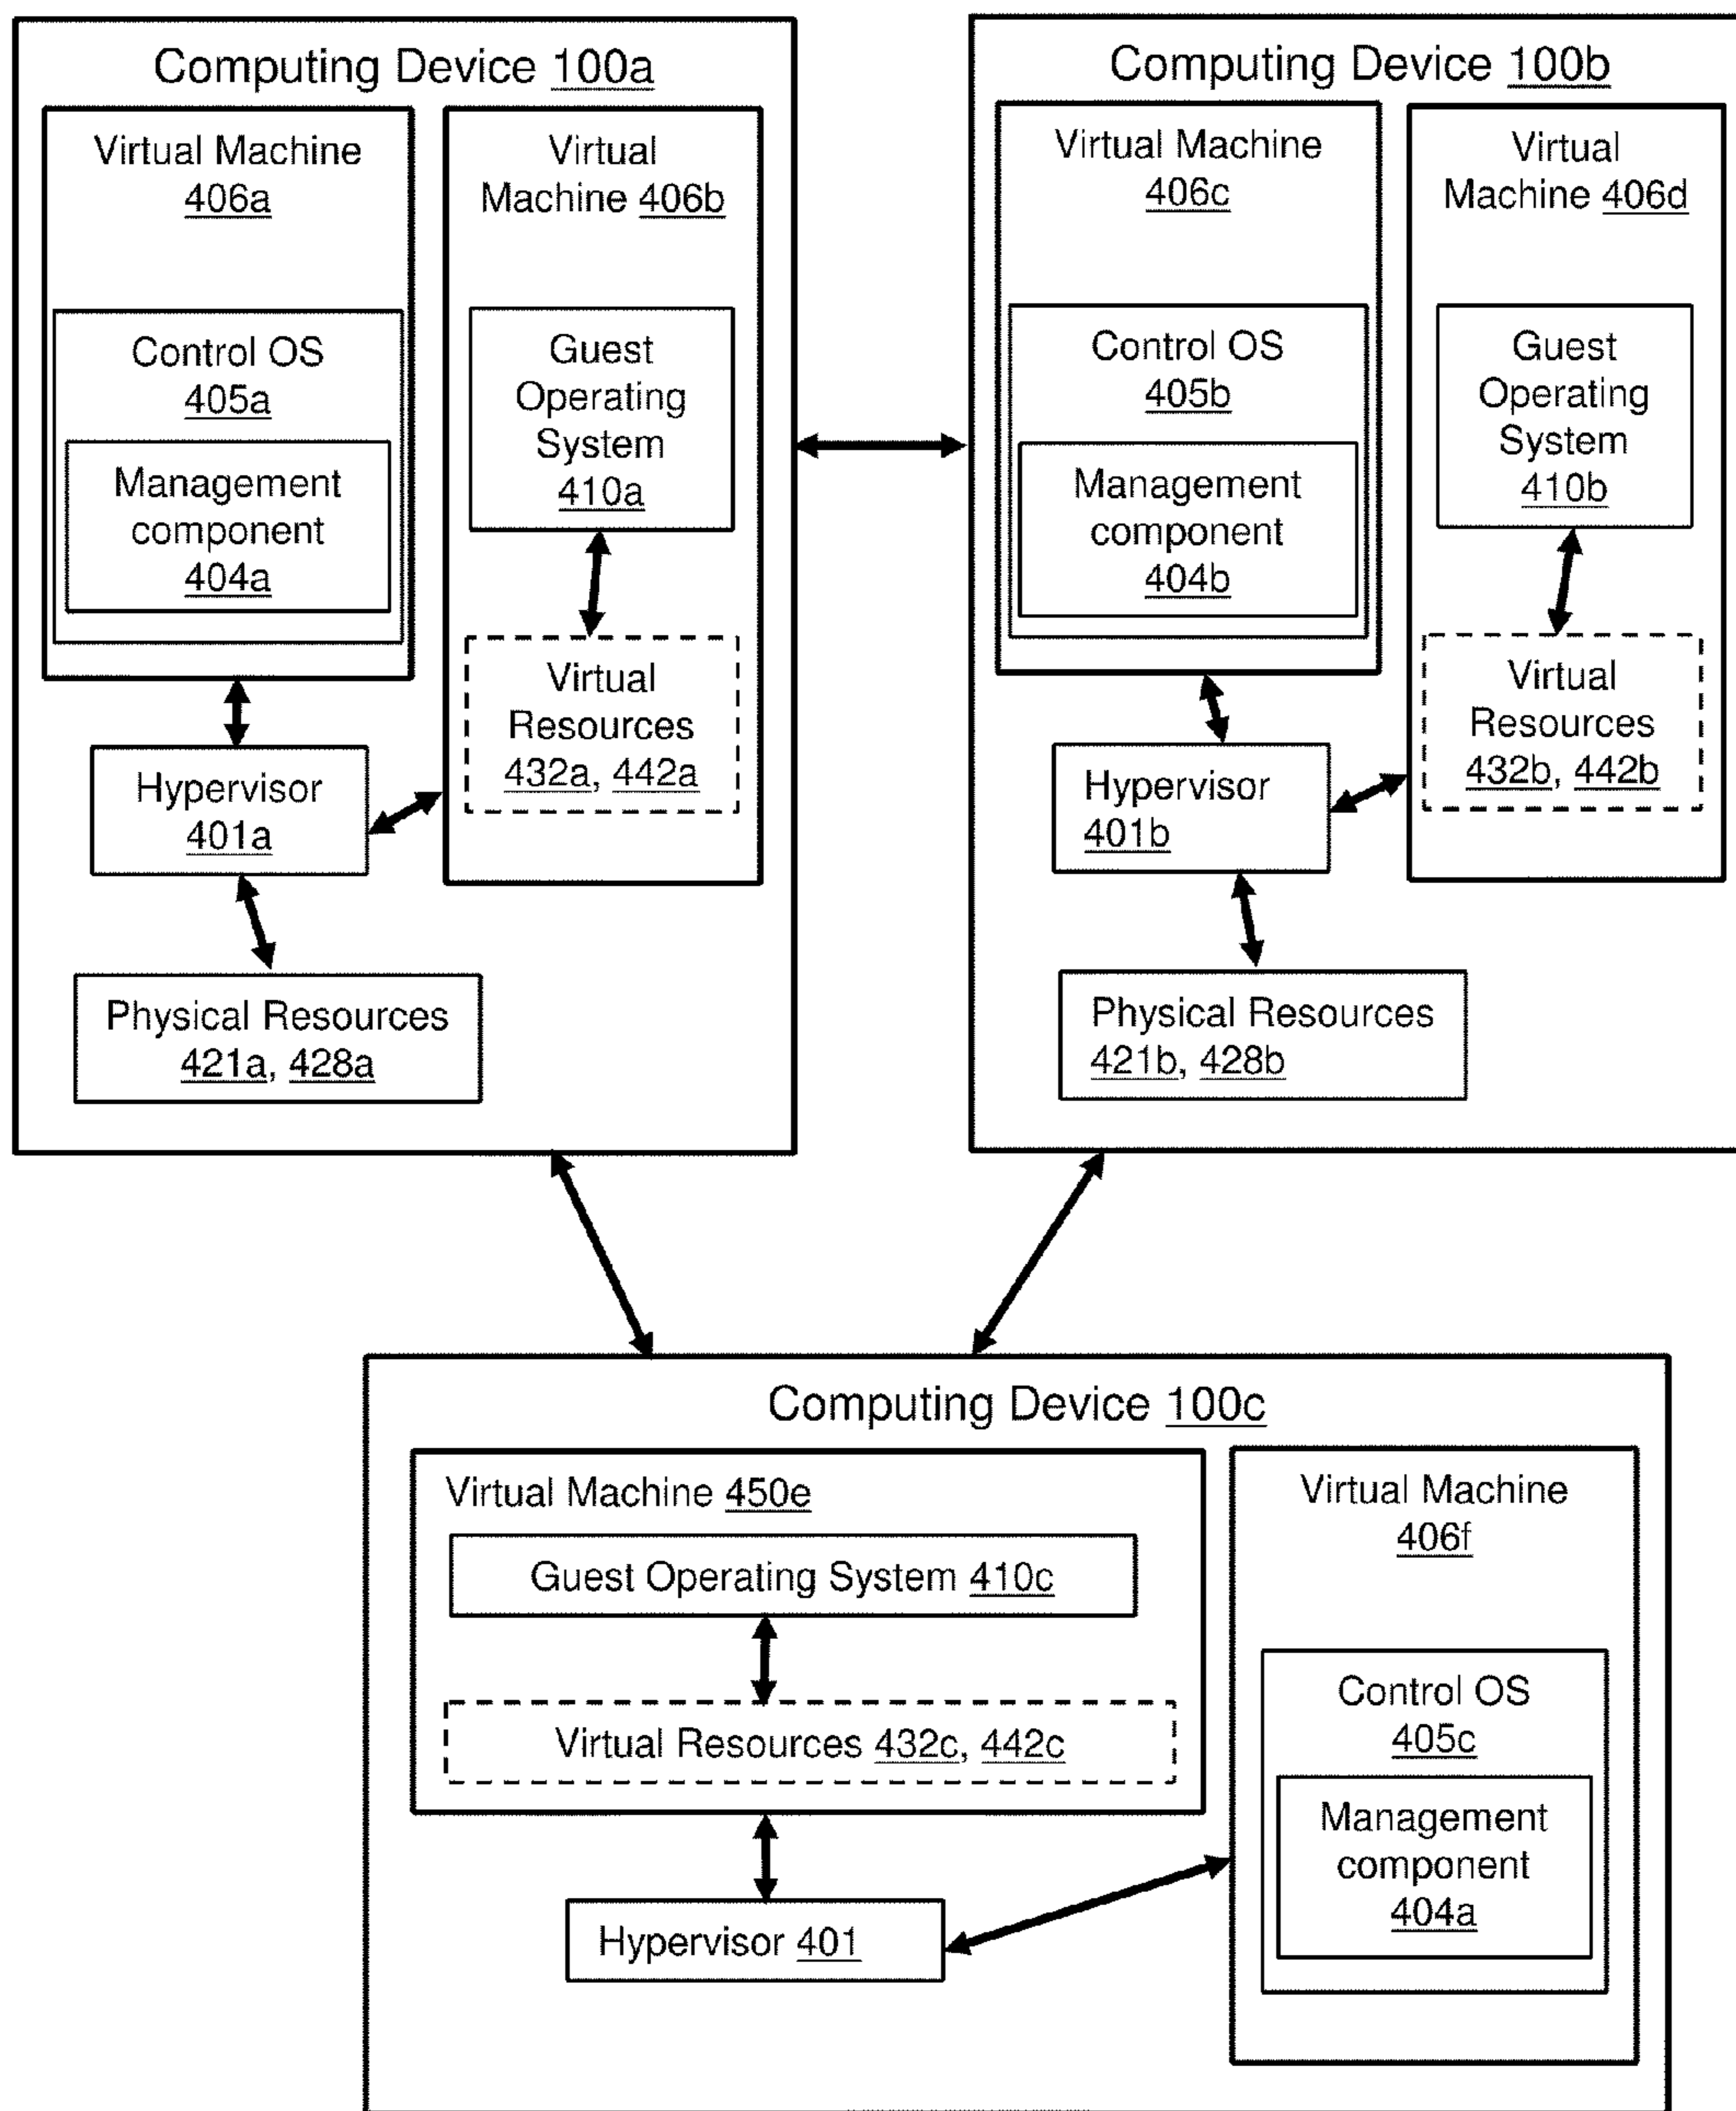 Computing Device 100a
Virtual Machine
406a
Control OS
405a
Management
component
404a
Virtual
Machine 406b
Guest
Operating
System
410a
Virtual
Resources
432a, 442a
Hypervisor
401a
Physical Resources
421a, 428a
Computing Device 100b
Virtual Machine
406c
Control OS
405b
Management
component
404b
Virtual
Machine 406d
Guest
Operating
System
410b
Virtual
Resources
432b, 442b
Hypervisor
401b
Physical Resources
421b, 428b
Computing Device 100c
Virtual Machine 450e
Guest Operating System 410c
Virtual Resources 432c, 442c
Hypervisor 401
Virtual Machine
406f
Control OS
405c
Management
component
404a